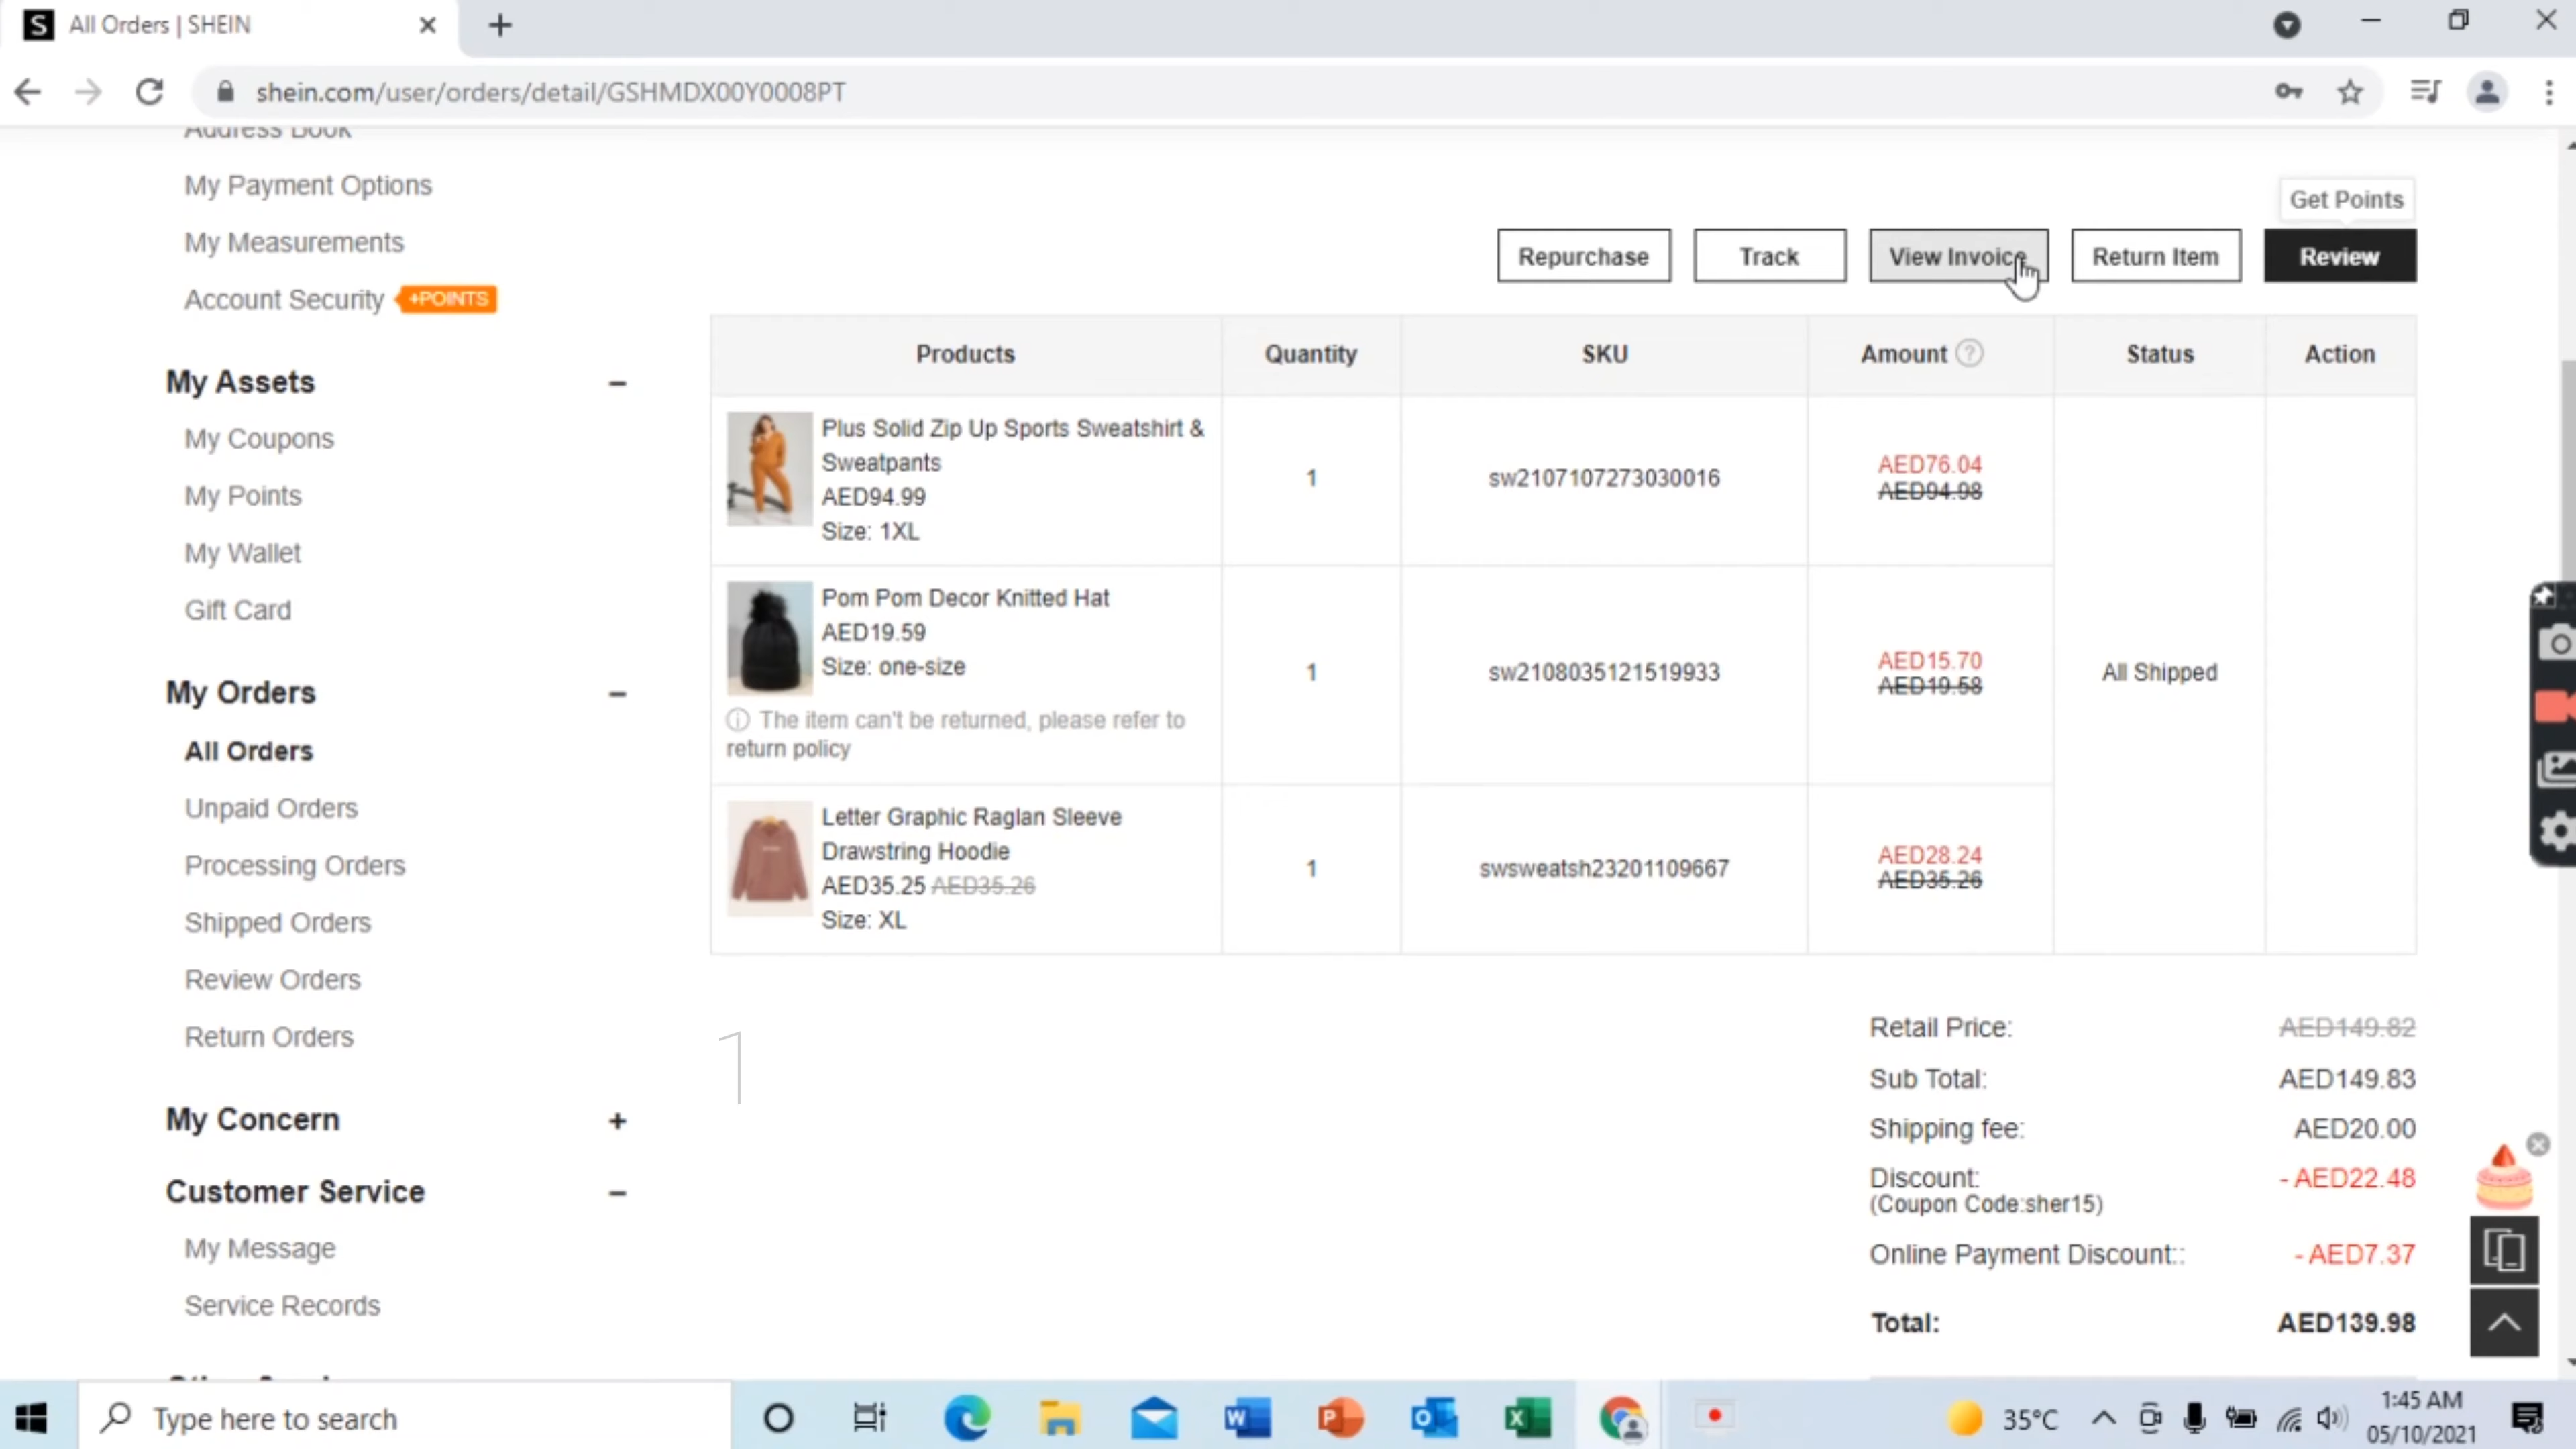 S All Orders | SHEIN
shein.com/user/orders/detail/GSHMDX00Y0008PT
Address Book
My Payment Options
My Measurements
Account Security +POINTS
My Assets
My Coupons
My Points
My Wallet
Gift Card
My Orders
All Orders
Unpaid Orders
Processing Orders
Shipped Orders
Review Orders
Return Orders
My Concern
Customer Service
My Message
Service Records
Get Points
Repurchase Track View Invoice Return Item Review
Products Quantity SKU Amount ? Status Action
Plus Solid Zip Up Sports Sweatshirt &
Sweatpants
AED94.99
Size: 1XL
1
sw2107107273030016
AED76.04
AED94.98
Pom Pom Decor Knitted Hat
AED19.59
Size: one-size
The item can't be returned, please refer to
return policy
1
sw2108035121519933
AED15.70
AED19.58
All Shipped
Letter Graphic Raglan Sleeve
Drawstring Hoodie
AED35.25 AED35.26
Size: XL
1
swsweatsh23201109667
AED28.24
AED35.26
1
Retail Price: AED149.82
Sub Total: AED149.83
Shipping fee: AED20.00
Discount: - AED22.48
(Coupon Code:sher15)
Online Payment Discount:: - AED7.37
Total: AED139.98
Type here to search
35°C
1:45 AM
05/10/2021